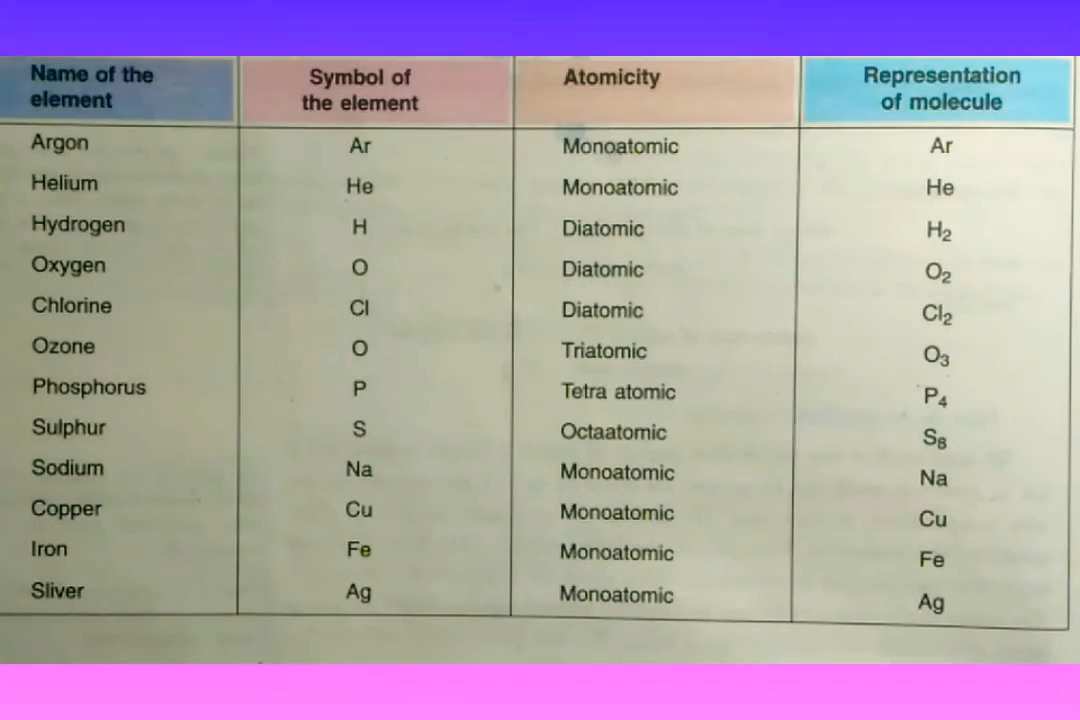 Name of the element Symbol of the element Atomicity Representation of molecule
Argon Ar Monoatomic Ar
Helium He Monoatomic He
Hydrogen H Diatomic H₂
Oxygen O Diatomic O₂
Chlorine Cl Diatomic Cl₂
Ozone O Triatomic O₃
Phosphorus P Tetra atomic P₄
Sulphur S Octaatomic S₈
Sodium Na Monoatomic Na
Copper Cu Monoatomic Cu
Iron Fe Monoatomic Fe
Sliver Ag Monoatomic Ag